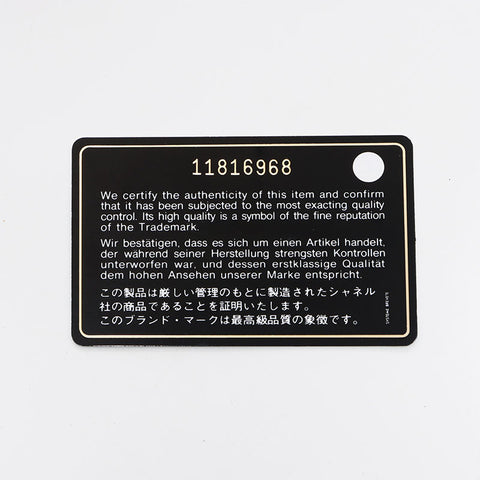 11816968
We certify the authenticity of this item and confirm
that it has been subjected to the most exacting quality
control. Its high quality is a symbol of the fine reputation
of the Trademark.
Wir bestätigen, dass es sich um einen Artikel handelt,
der während seiner Herstellung strengsten Kontrollen
unterworfen war, und dessen erstklassige Qualität
dem hohen Ansehen unserer Marke entspricht.
この製品は厳しい管理のもとに製造されたシャネル
社の商品であることを証明いたします。
このブランド・マークは最高級品質の象徴です。